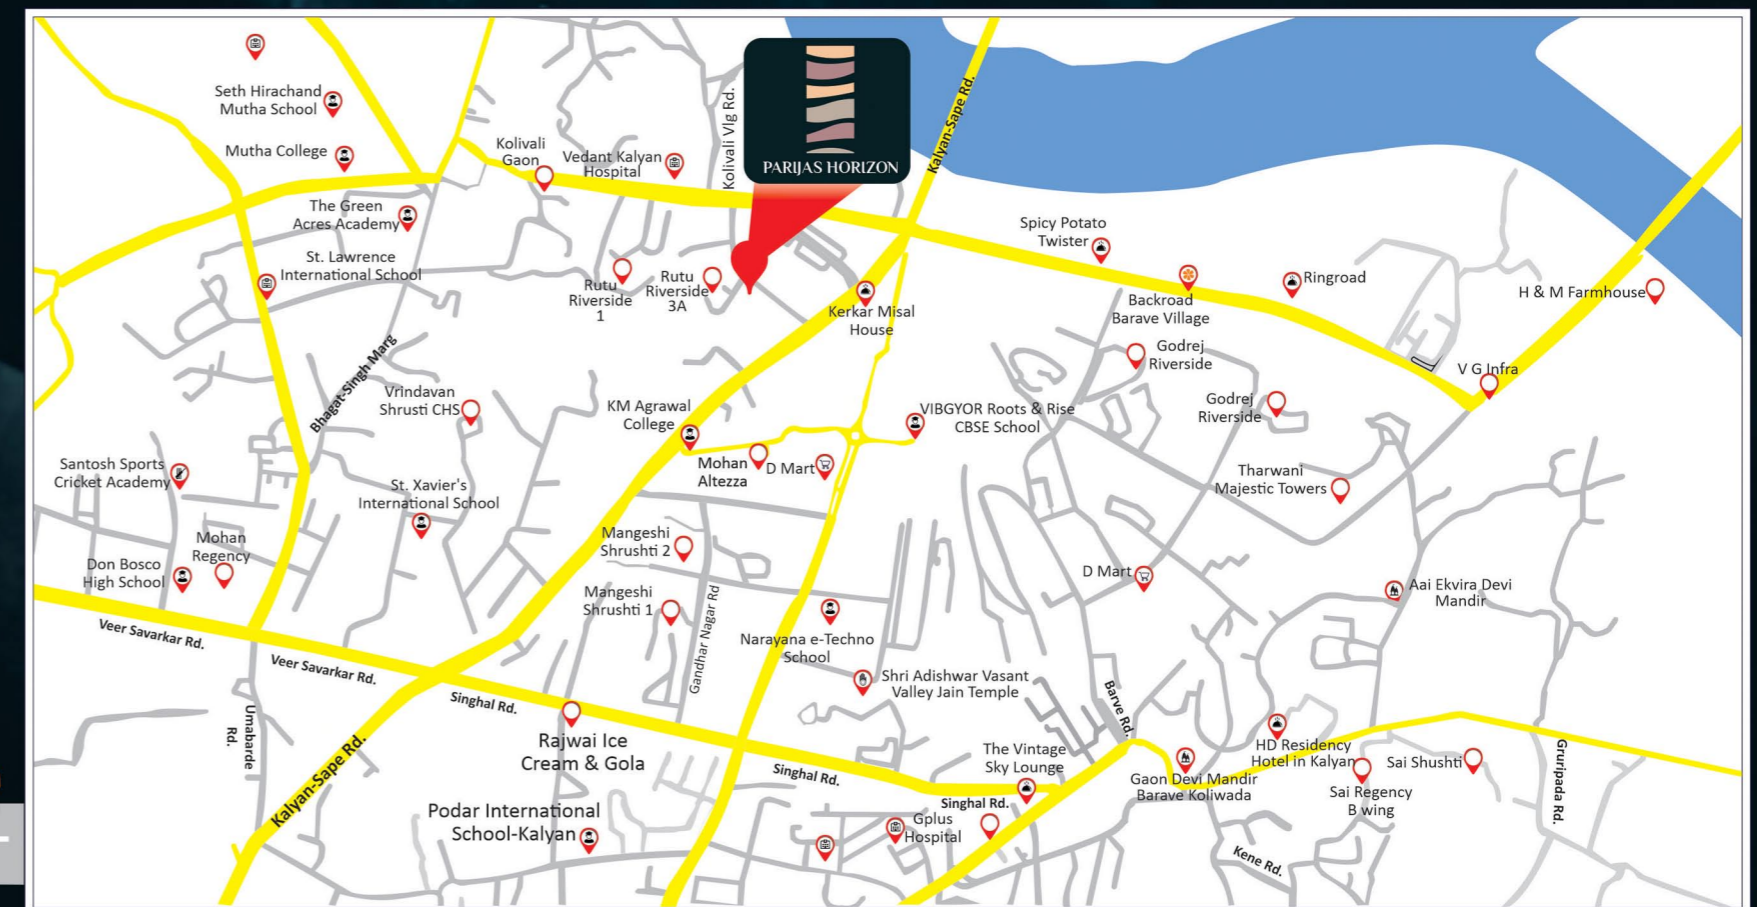 Seth Hirachand
Mutha School
Mutha College
The Green
Acres Academy
St. Lawrence
International School
Kolivali
Gaon
Vedant Kalyan
Hospital
Kolivali Vlg Rd.
PARIJAS HORIZON
Kalyan-Sape Rd.
Rutu
Riverside
1
Rutu
Riverside
3A
Kerkar Misal
House
Spicy Potato
Twister
Backroad
Barave Village
Ringroad
H & M Farmhouse
V G Infra
Godrej
Riverside
Godrej
Riverside
Tharwani
Majestic Towers
Bhagat-Singh Marg
Vrindavan
Shrusti CHS
KM Agrawal
College
Mohan
Altezza
D Mart
VIBGYOR Roots & Rise
CBSE School
Santosh Sports
Cricket Academy
St. Xavier's
International School
Mohan
Regency
Don Bosco
High School
Mangeshi
Shrushti 2
Mangeshi
Shrushti 1
Gandhar Nagar Rd
Narayana e-Techno
School
Shri Adishwar Vasant
Valley Jain Temple
D Mart
Aai Ekvira Devi
Mandir
Veer Savarkar Rd.
Veer Savarkar Rd.
Singhal Rd.
Umabarde
Rd.
Kalyan-Sape Rd.
Rajwai Ice
Cream & Gola
Podar International
School-Kalyan
Singhal Rd.
The Vintage
Sky Lounge
Singhal Rd.
Gplus
Hospital
Barve Rd.
Gaon Devi Mandir
Barave Koliwada
HD Residency
Hotel in Kalyan
Sai Regency
B wing
Sai Shushti
Gruripada Rd.
Kene Rd.